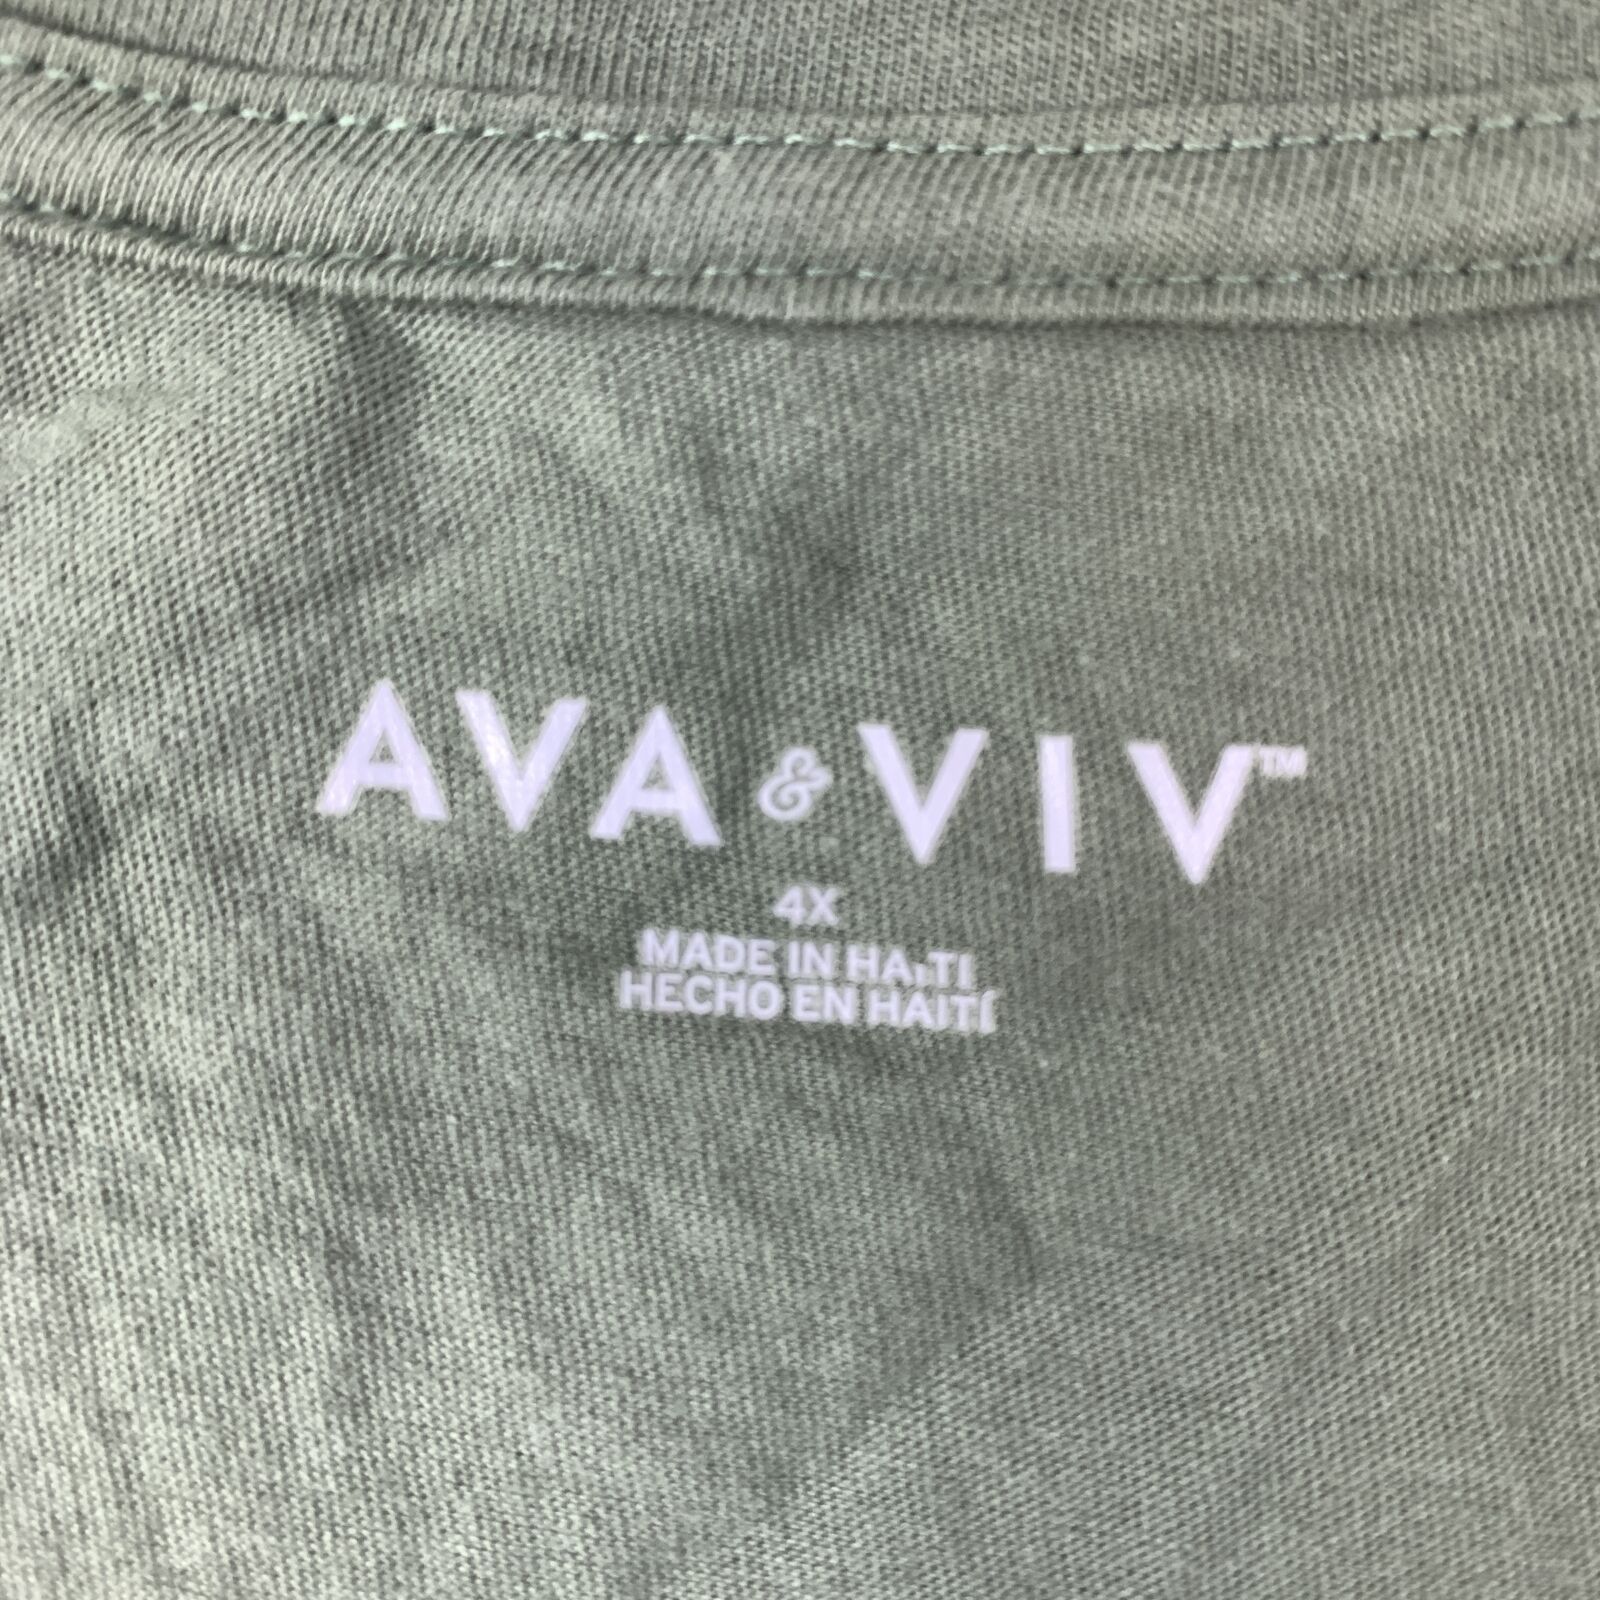 AVA & VIV™
4X
MADE IN HAITI
HECHO EN HAITÍ